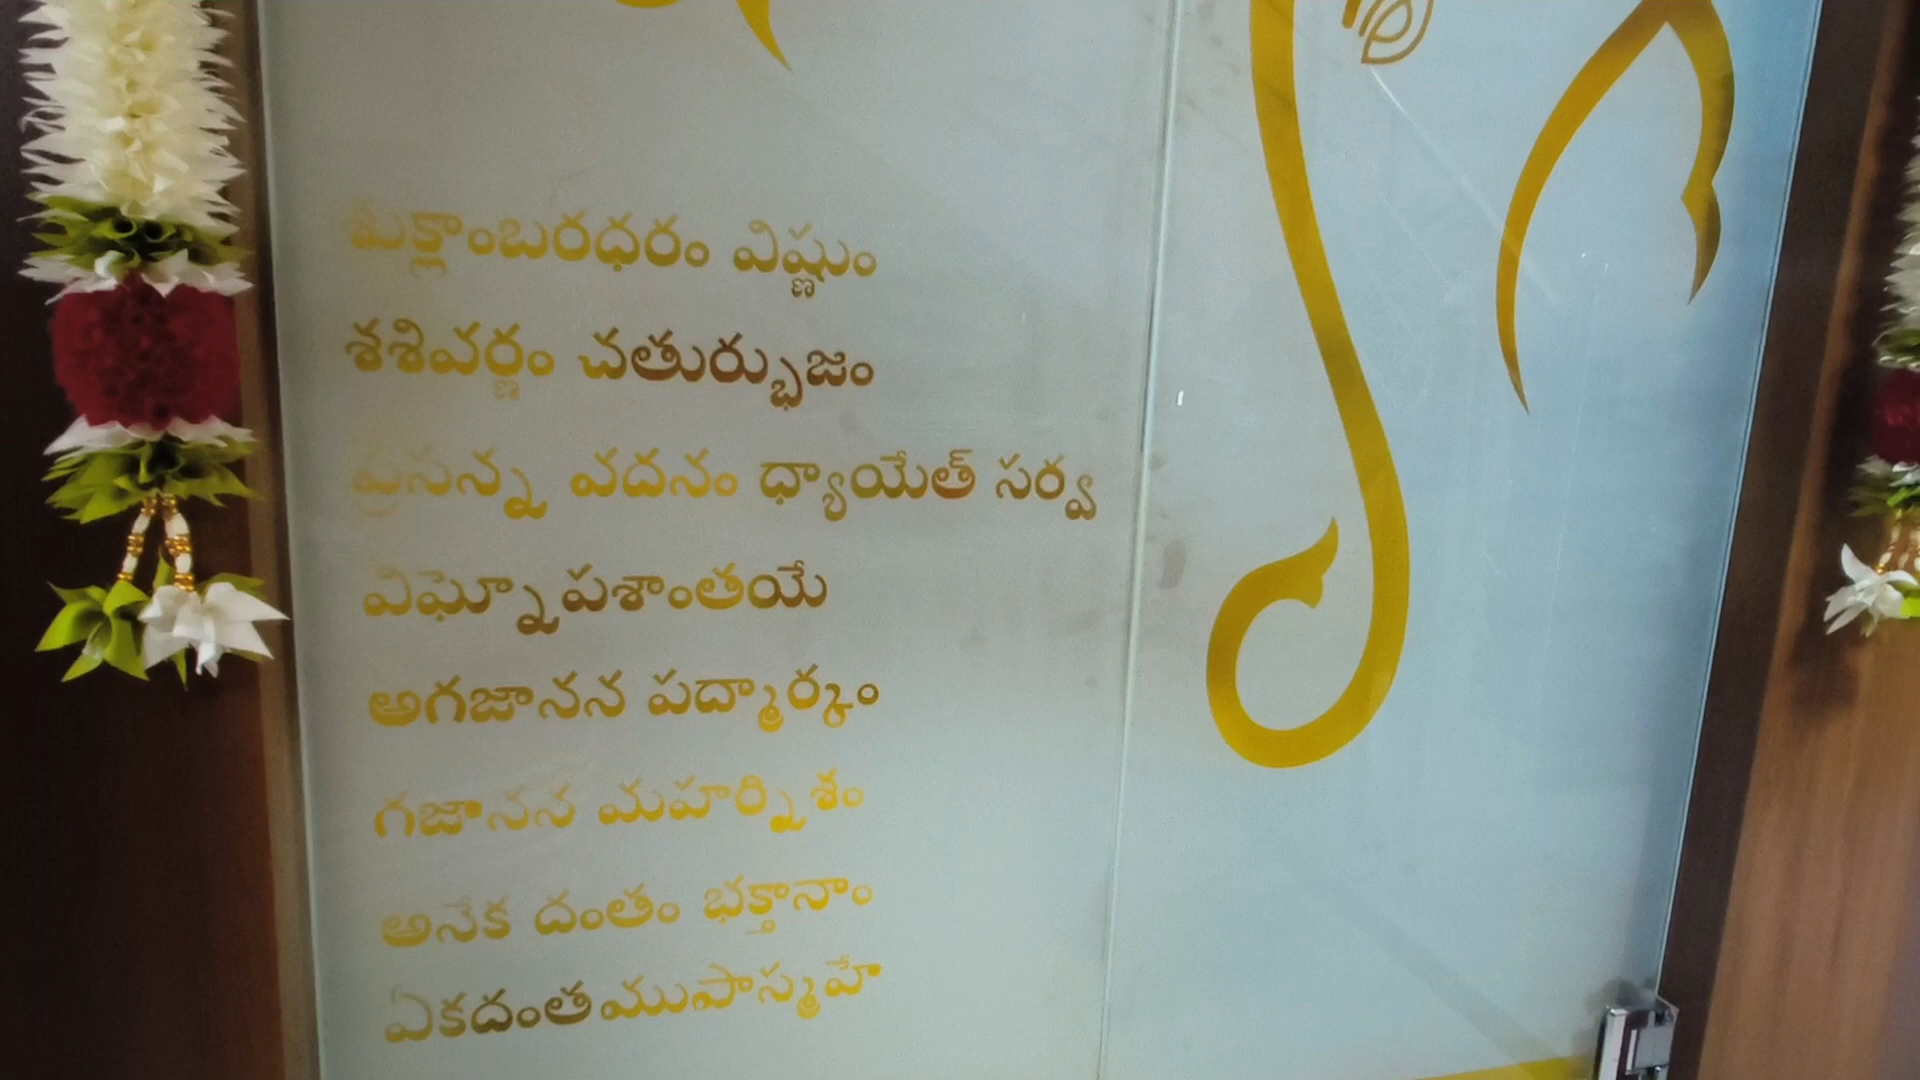 శుక్లాంబరధరం విష్ణుం
శశివర్ణం చతుర్భుజం
ప్రసన్న వదనం ధ్యాయేత్ సర్వ
విఘ్నోపశాంతయే
అగజానన పద్మార్కం
గజానన మహర్నిశం
అనేక దంతం భక్తానాం
ఏకదంతముపాస్మహే